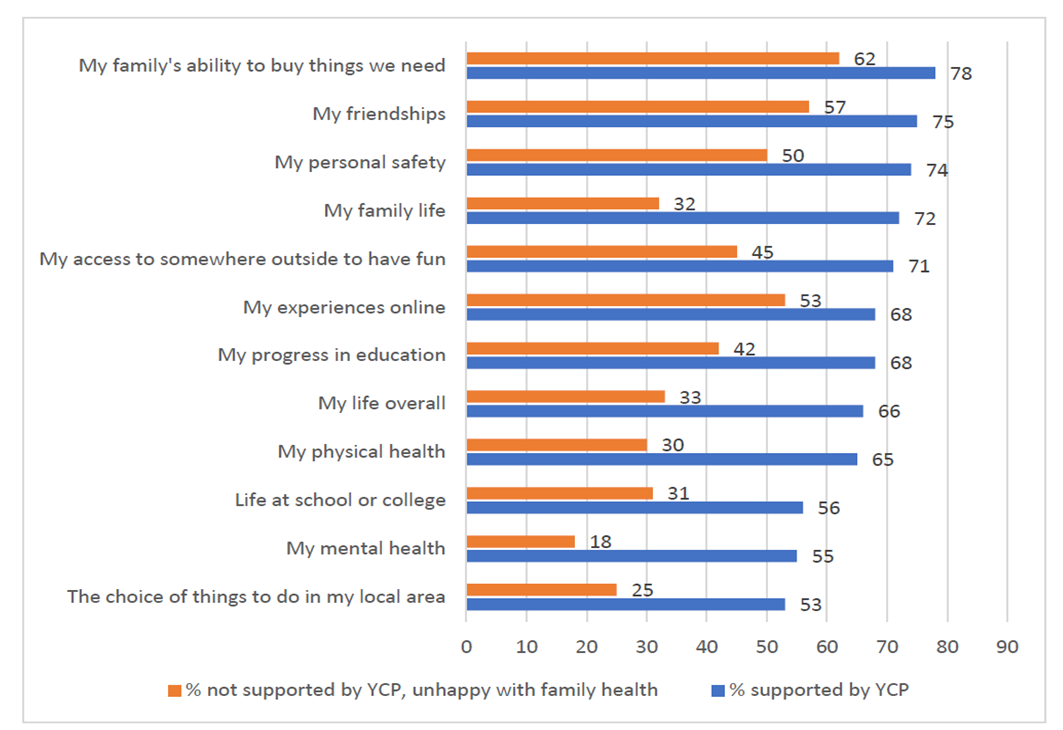 My family's ability to buy things we need 62
78
My friendships 57
75
My personal safety 50
74
My family life 32
72
My access to somewhere outside to have fun 45
71
My experiences online 53
68
My progress in education 42
68
My life overall 33
66
My physical health 30
65
Life at school or college 31
56
My mental health 18
55
The choice of things to do in my local area 25
53
0 10 20 30 40 50 60 70 80 90
% not supported by YCP, unhappy with family health % supported by YCP